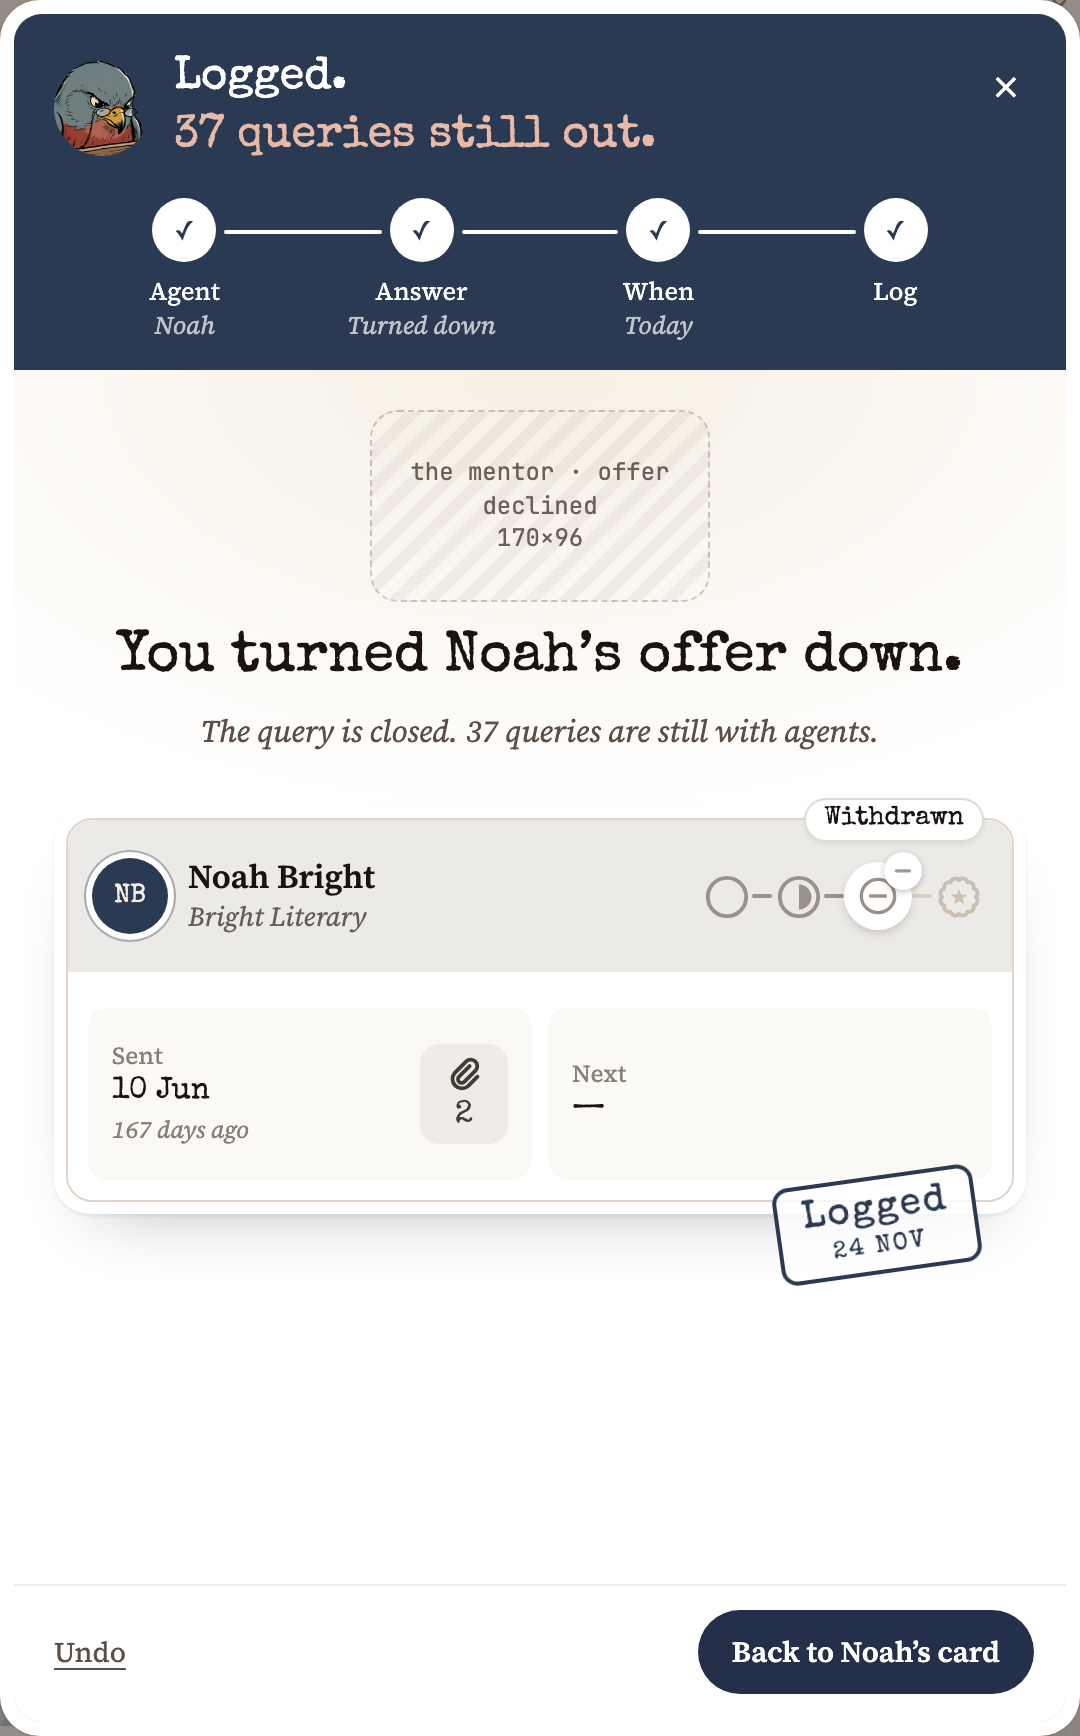 Logged.
37 queries still out.
Agent
Noah
Answer
Turned down
When
Today
Log
the mentor · offer
declined
170×96
You turned Noah’s offer down.
The query is closed. 37 queries are still with agents.
Withdrawn
NB
Noah Bright
Bright Literary
Sent
10 Jun
167 days ago
2
Next
—
Logged
24 NOV
Undo
Back to Noah’s card